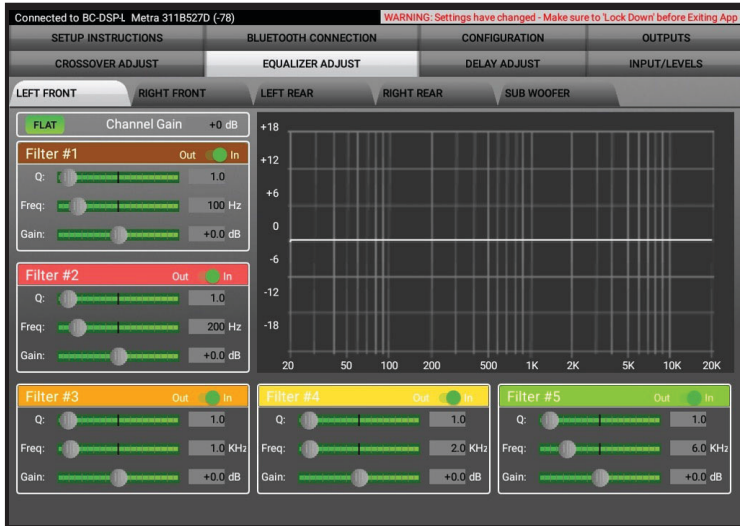 Connected to BC-DSP-L Metra 311B527D (-78)
WARNING: Settings have changed - Make sure to 'Lock Down' before Exiting App
SETUP INSTRUCTIONS BLUETOOTH CONNECTION CONFIGURATION OUTPUTS
CROSSOVER ADJUST EQUALIZER ADJUST DELAY ADJUST INPUT/LEVELS
LEFT FRONT RIGHT FRONT LEFT REAR RIGHT REAR SUB WOOFER
FLAT Channel Gain +0 dB
Filter #1 Out In
Q: 1.0
Freq: 100 Hz
Gain: +0.0 dB
Filter #2 Out In
Q: 1.0
Freq: 200 Hz
Gain: +0.0 dB
+18
+12
+6
0
-6
-12
-18
20 50 100 200 500 1K 2K 5K 10K 20K
Filter #3 Out In
Q: 1.0
Freq: 1.0 KHz
Gain: +0.0 dB
Filter #4 Out In
Q: 1.0
Freq: 2.0 KHz
Gain: +0.0 dB
Filter #5 Out In
Q: 1.0
Freq: 6.0 KHz
Gain: +0.0 dB